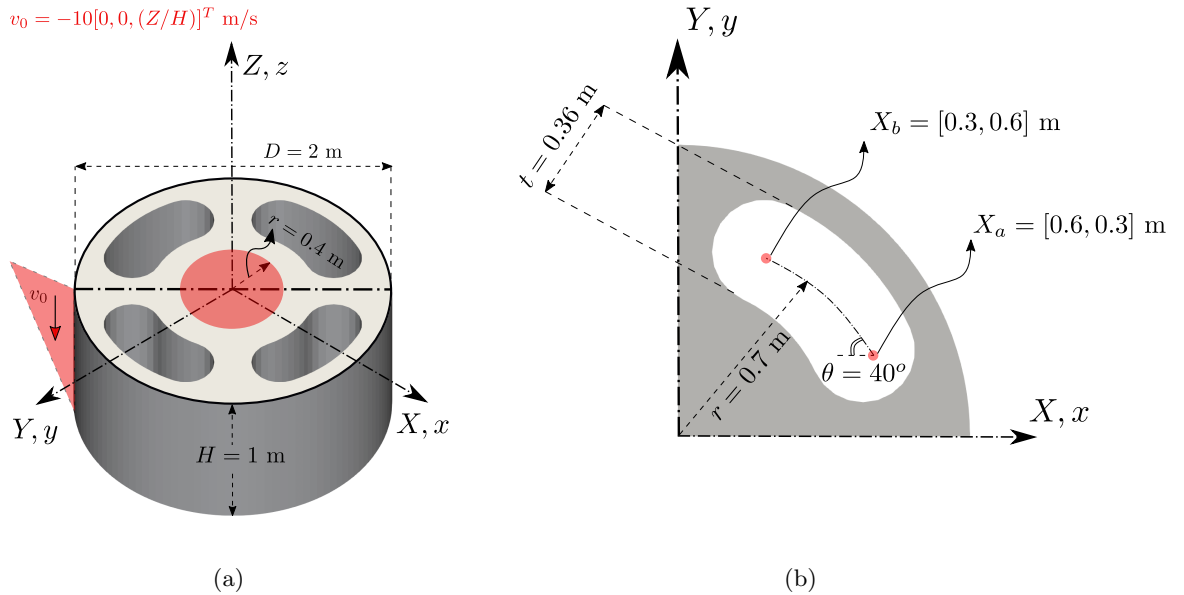 v₀ = −10[0, 0, (Z/H)]ᵀ m/s
Z, z
D = 2 m
r = 0.4 m
v₀
Y, y
X, x
H = 1 m
(a)
Y, y
t = 0.36 m
X_b = [0.3, 0.6] m
X_a = [0.6, 0.3] m
r = 0.7 m
θ = 40ᵒ
X, x
(b)